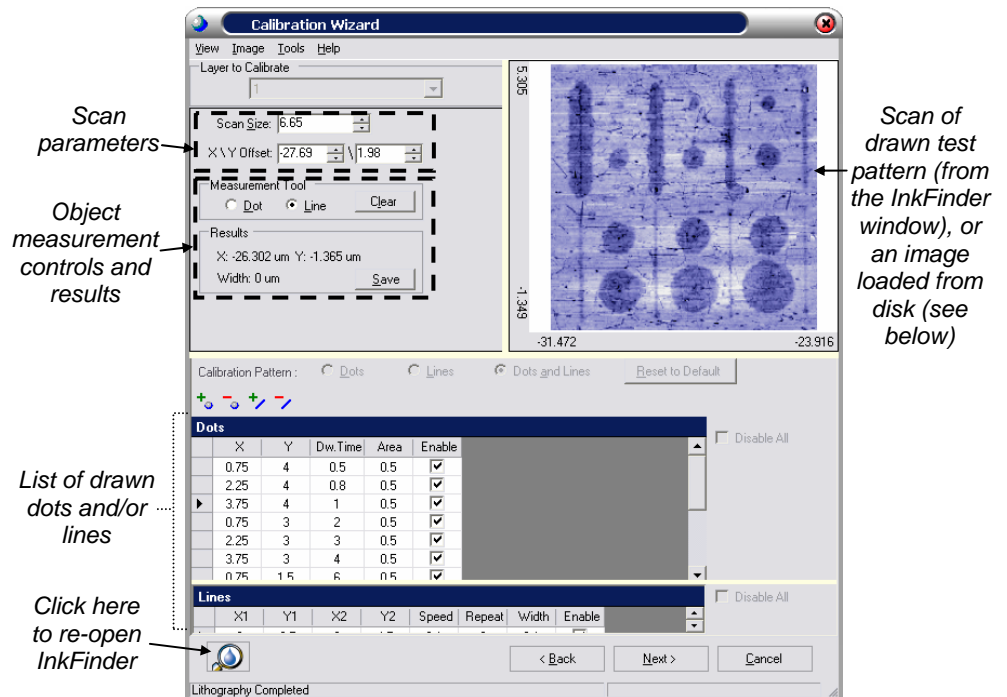 Calibration Wizard
View Image Tools Help
Layer to Calibrate
1
Scan Size: 6.65
X \ Y Offset: -27.69 \ 1.98
Measurement Tool
Dot Line Clear
Results
X: -26.302 um Y: -1.365 um
Width: 0 um Save
5.305
-1.349
-31.472 -23.916
Scan
parameters
Object
measurement
controls and
results
Scan of
drawn test
pattern (from
the InkFinder
window), or
an image
loaded from
disk (see
below)
Calibration Pattern : Dots Lines Dots and Lines Reset to Default
Dots
Disable All
X Y Dw.Time Area Enable
0.75 4 0.5 0.5
2.25 4 0.8 0.5
3.75 4 1 0.5
0.75 3 2 0.5
2.25 3 3 0.5
3.75 3 4 0.5
0.75 1.5 6 0.5
List of drawn
dots and/or
lines
Lines
Disable All
X1 Y1 X2 Y2 Speed Repeat Width Enable
Click here
to re-open
InkFinder
< Back Next > Cancel
Lithography Completed